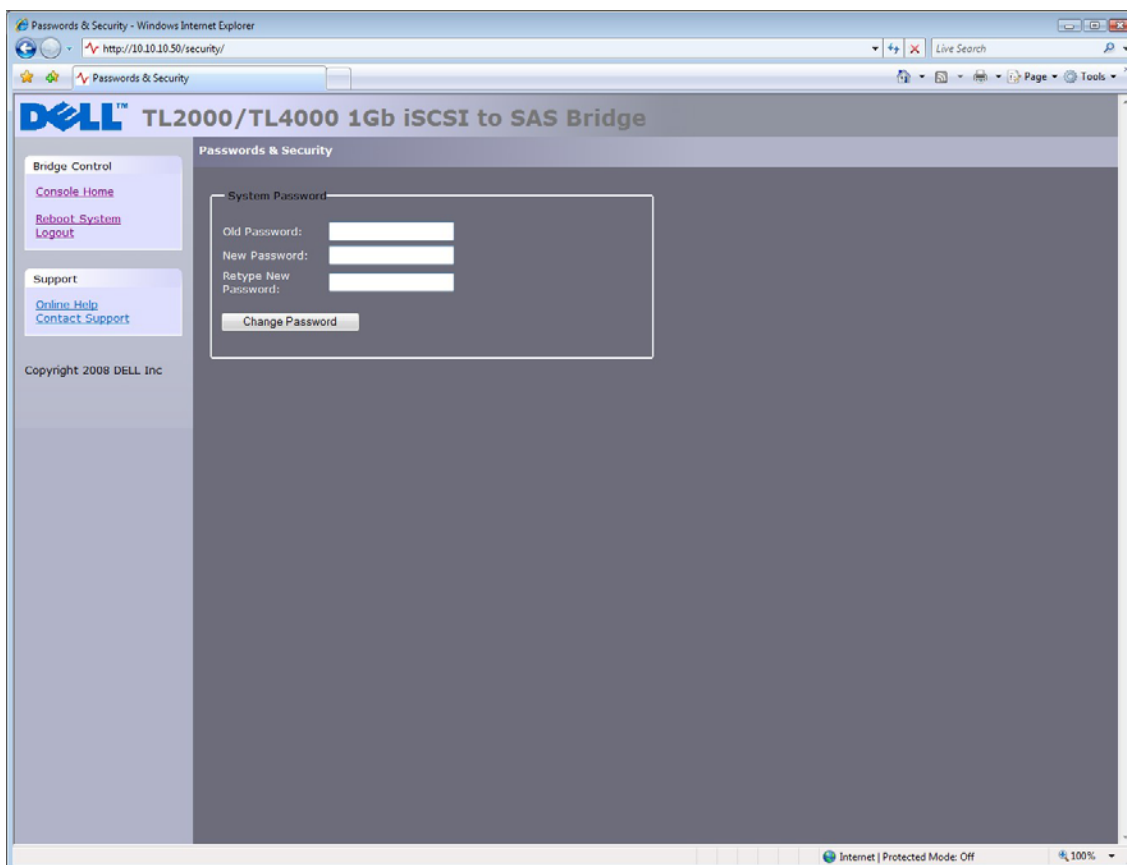 Passwords & Security - Windows Internet Explorer
http://10.10.10.50/security/
Live Search
Passwords & Security
Page
Tools
DELL™ TL2000/TL4000 1Gb iSCSI to SAS Bridge
Passwords & Security
Bridge Control
Console Home
Reboot System
Logout
Support
Online Help
Contact Support
Copyright 2008 DELL Inc
System Password
Old Password:
New Password:
Retype New
Password:
Change Password
Internet | Protected Mode: Off
100%